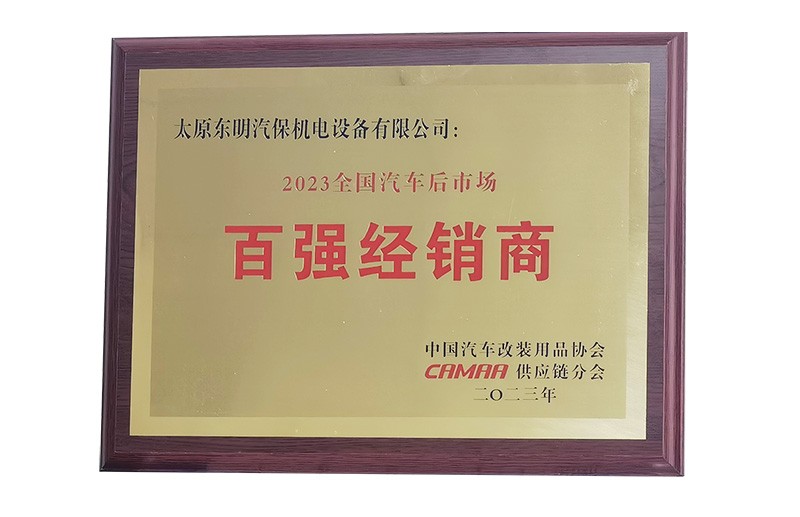 太原东明汽保机电设备有限公司：
2023全国汽车后市场
百强经销商
中国汽车改装用品协会
CAMAA 供应链分会
二〇二三年